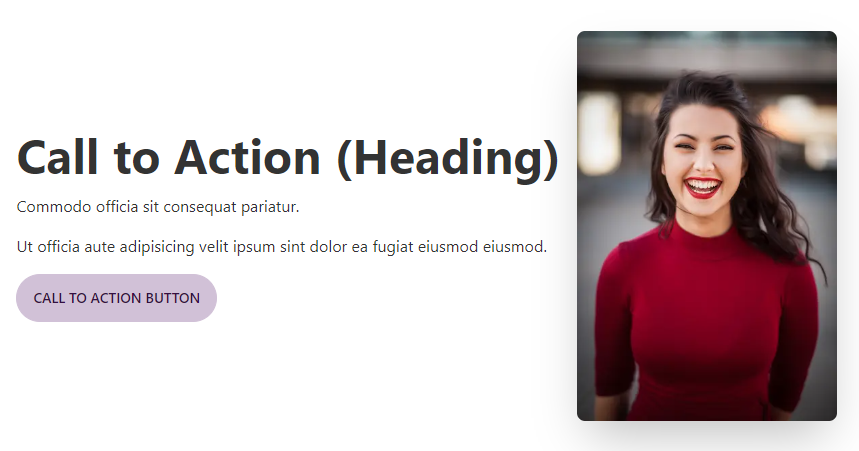 Call to Action (Heading)
Commodo officia sit consequat pariatur.
Ut officia aute adipisicing velit ipsum sint dolor ea fugiat eiusmod eiusmod.
CALL TO ACTION BUTTON